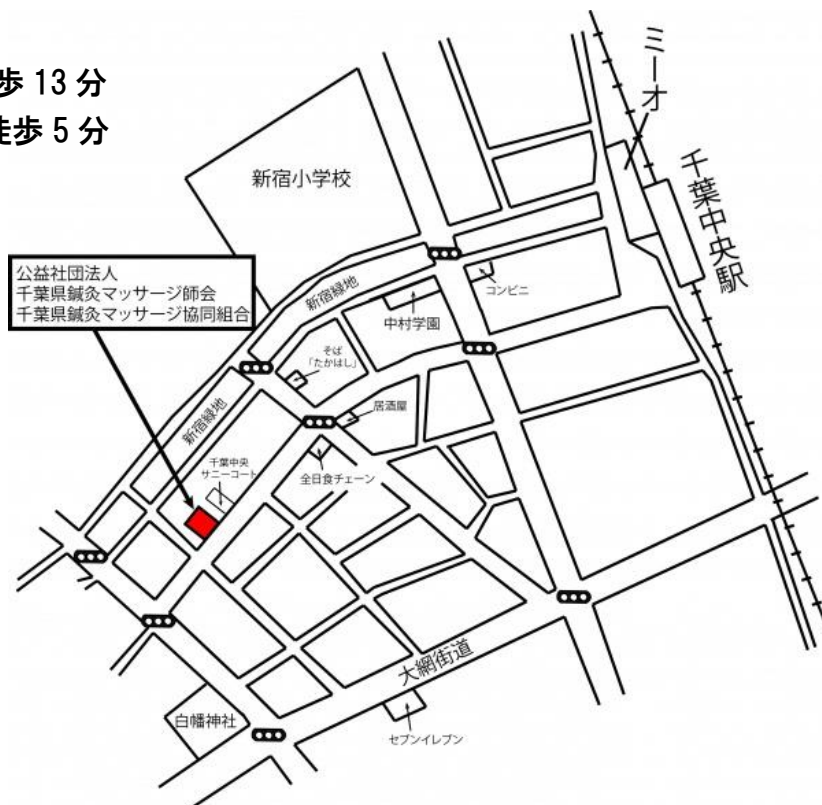 歩 13 分
徒歩 5 分
ミーオ
千葉中央駅
新宿小学校
公益社団法人
千葉県鍼灸マッサージ師会
千葉県鍼灸マッサージ協同組合
新宿緑地
コンビニ
中村学園
そば
「たかはし」
新宿緑地
居酒屋
千葉中央
サニーコート
全日食チェーン
大網街道
白幡神社
セブンイレブン